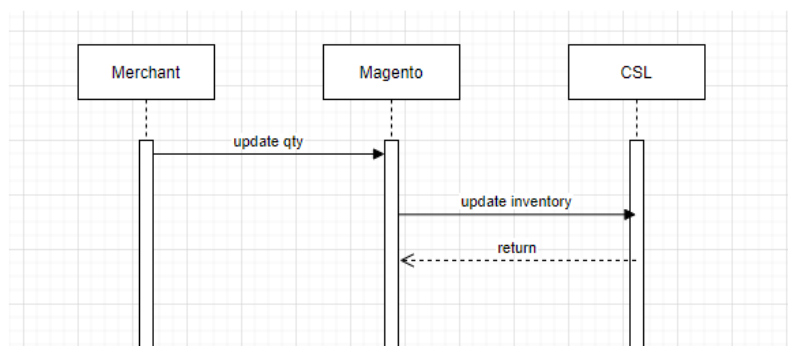 Merchant
Magento
CSL
update qty
update inventory
return